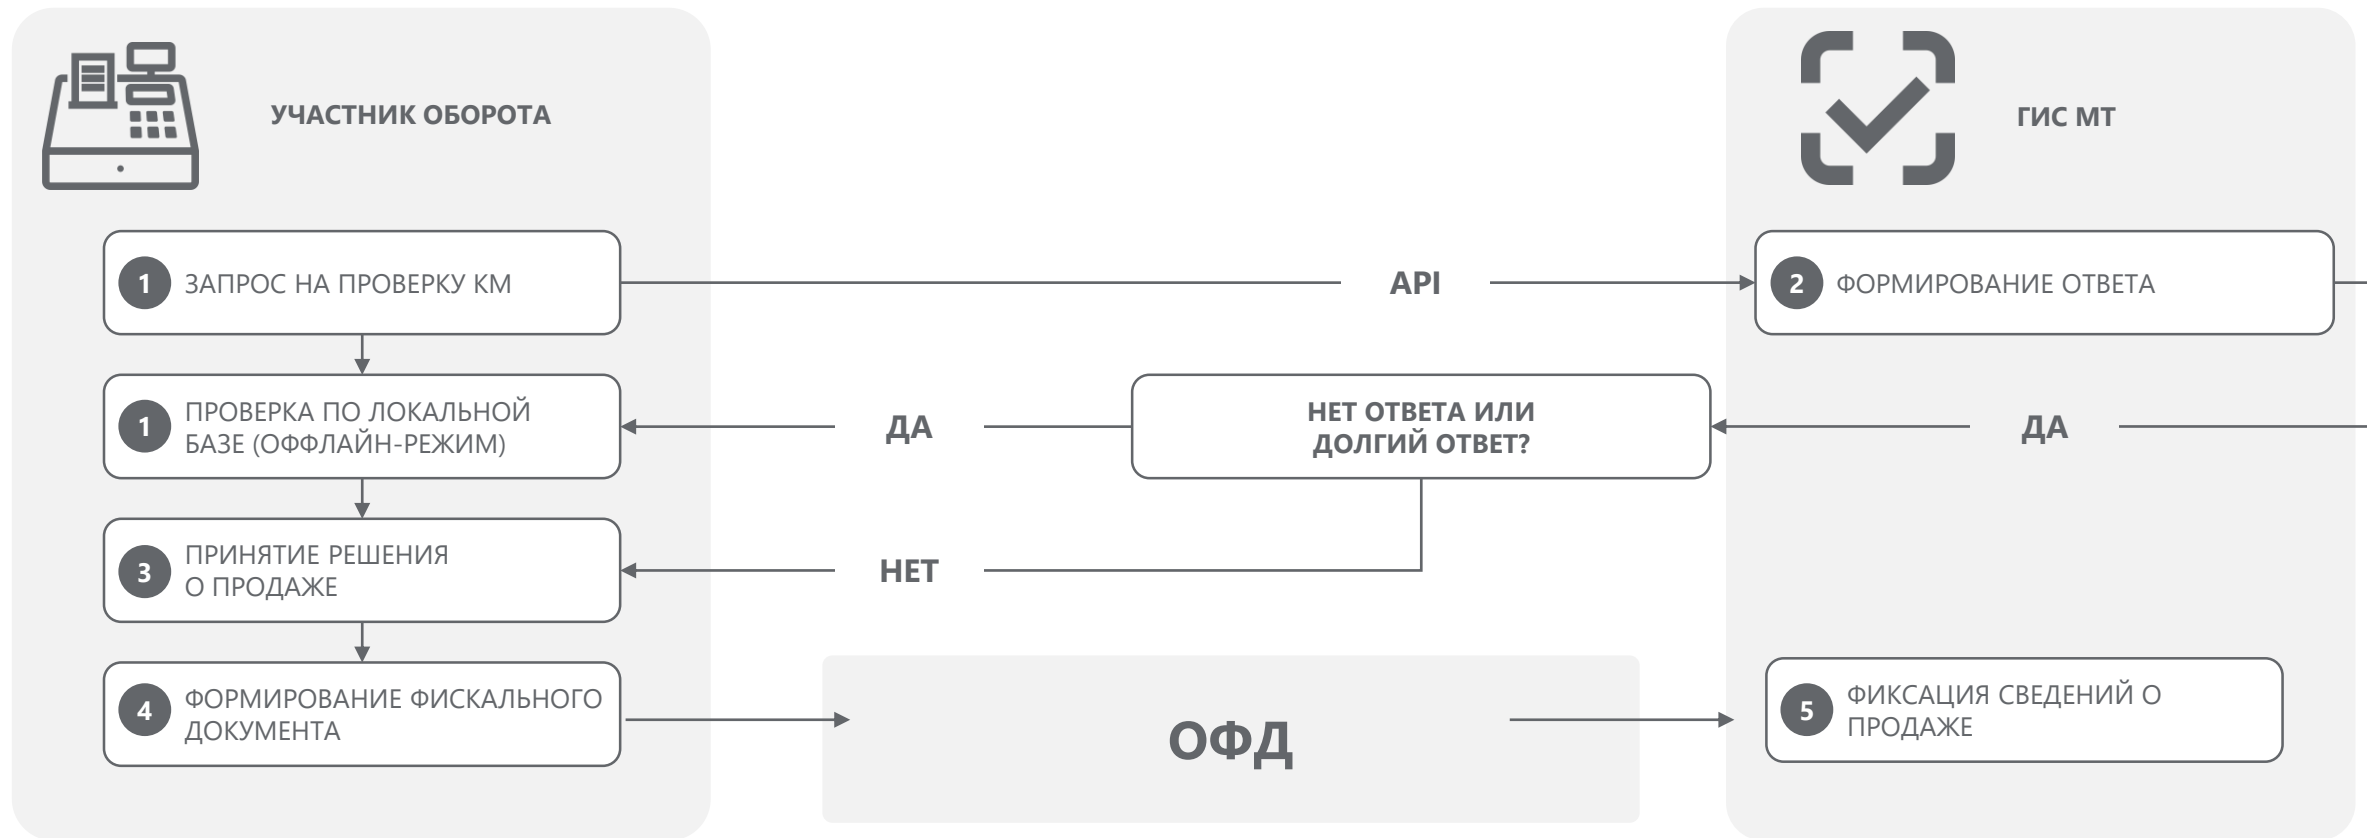 УЧАСТНИК ОБОРОТА
ГИС МТ
1 ЗАПРОС НА ПРОВЕРКУ КМ
API
2 ФОРМИРОВАНИЕ ОТВЕТА
1 ПРОВЕРКА ПО ЛОКАЛЬНОЙ
БАЗЕ (ОФФЛАЙН-РЕЖИМ)
ДА
НЕТ ОТВЕТА ИЛИ
ДОЛГИЙ ОТВЕТ?
ДА
3 ПРИНЯТИЕ РЕШЕНИЯ
О ПРОДАЖЕ
НЕТ
4 ФОРМИРОВАНИЕ ФИСКАЛЬНОГО
ДОКУМЕНТА
ОФД
5 ФИКСАЦИЯ СВЕДЕНИЙ О
ПРОДАЖЕ